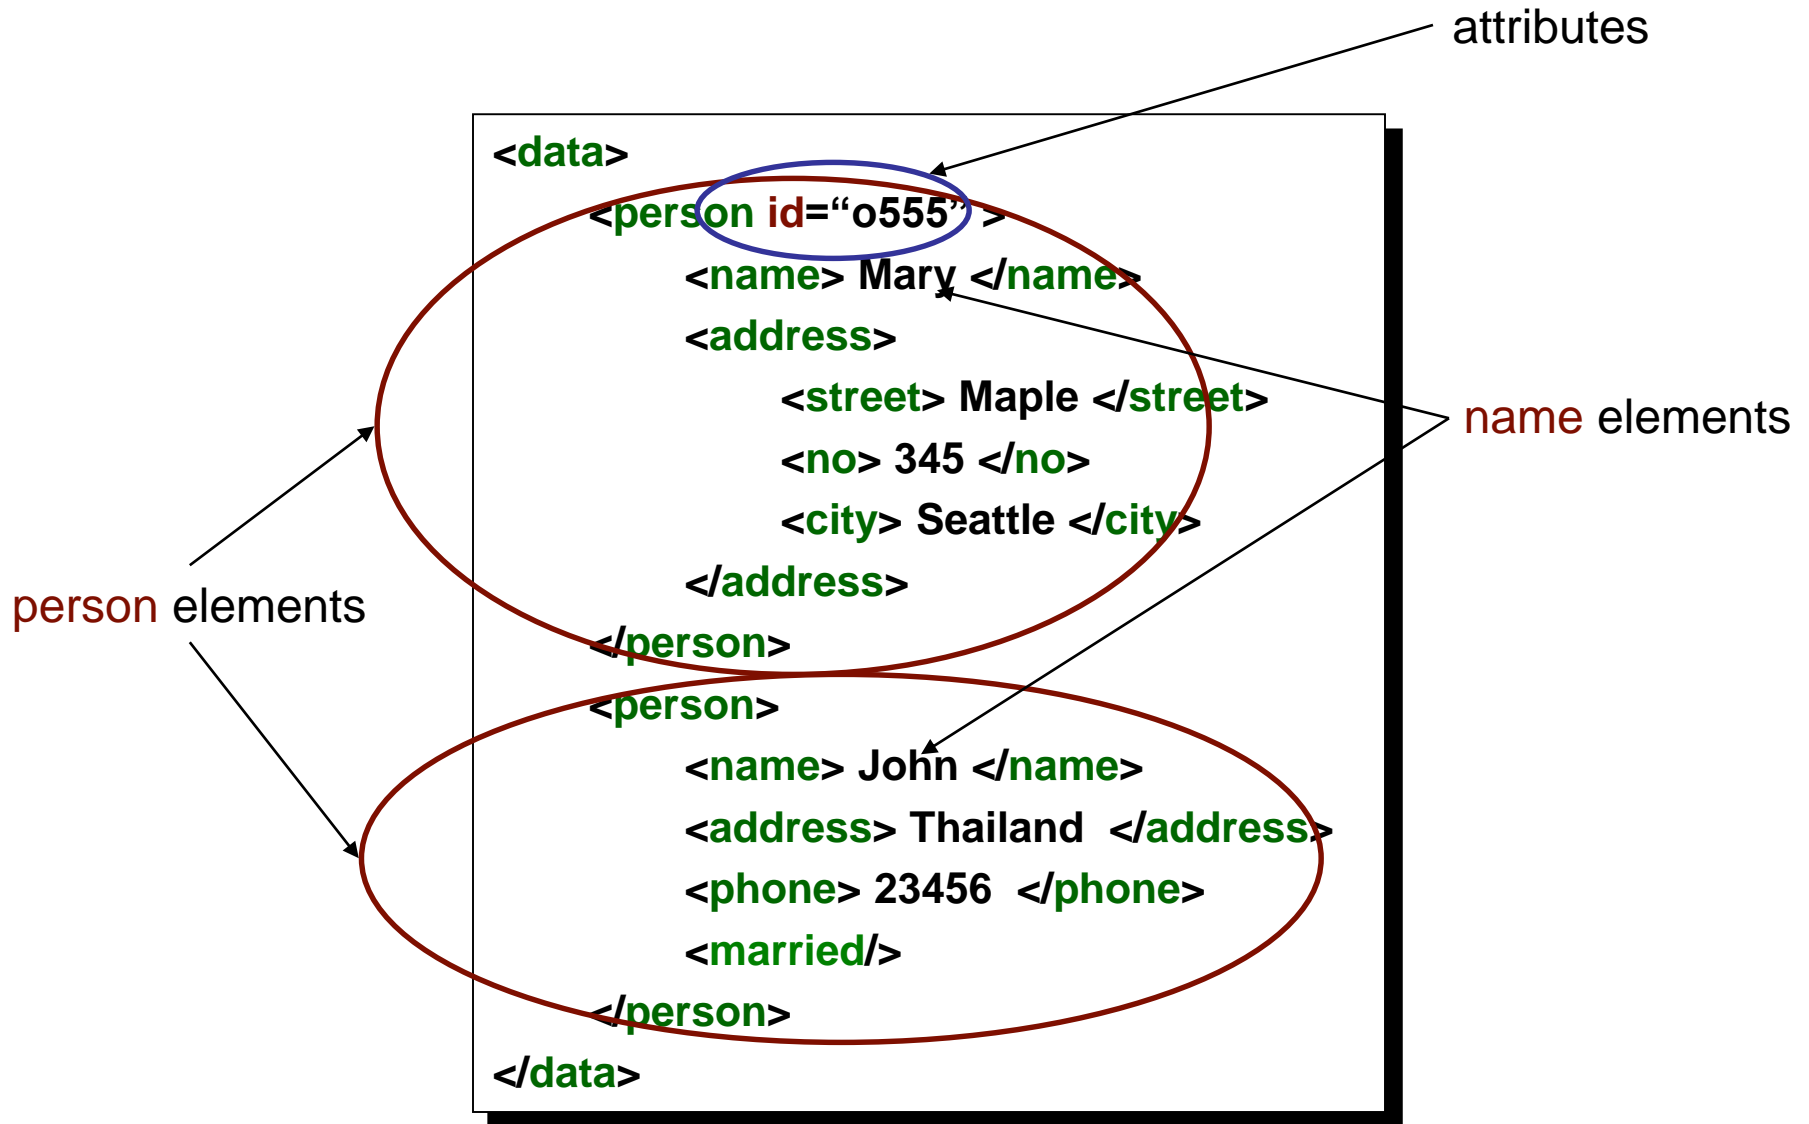 attributes
<data>
<person id=“o555” >
<name> Mary </name>
<address>
<street> Maple </street>
<no> 345 </no>
<city> Seattle </city>
</address>
</person>
<person>
<name> John </name>
<address> Thailand  </address>
<phone> 23456  </phone>
<married/>
</person>
</data>
name elements
person elements